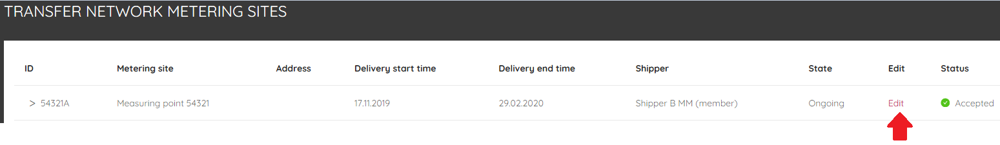 TRANSFER NETWORK METERING SITES
ID Metering site Address Delivery start time Delivery end time Shipper State Edit Status
> 54321A Measuring point 54321 17.11.2019 29.02.2020 Shipper B MM (member) Ongoing Edit Accepted